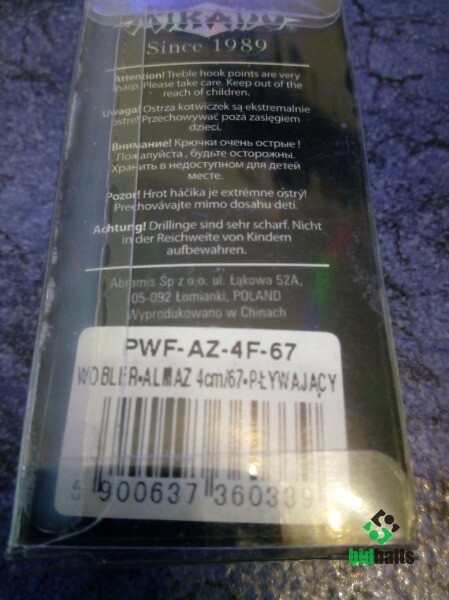 MIKADO
Since 1989
Attention! Treble hook points are very
sharp. Please take care. Keep out of the
reach of children.
Uwaga! Ostrza kotwiczek są ekstremalnie
ostre! Przechowywać poza zasięgiem
dzieci.
Внимание! Крючки очень острые !
Пожалуйста , будьте осторожны.
Хранить в недоступном для детей
месте.
Pozor! Hrot háčika je extrémne ostrý!
Prechovávajte mimo dosahu detí.
Achtung! Drillinge sind sehr scharf. Nicht
in der Reichweite von Kindern
aufbewahren.
Abramis Sp z o.o. ul. Łąkowa 52A,
05-092 Łomianki, POLAND
Wyprodukowano w Chinach
PWF-AZ-4F-67
WOBLER•ALMAZ 4cm/67•PŁYWAJĄCY
900637 360339
bidbaits